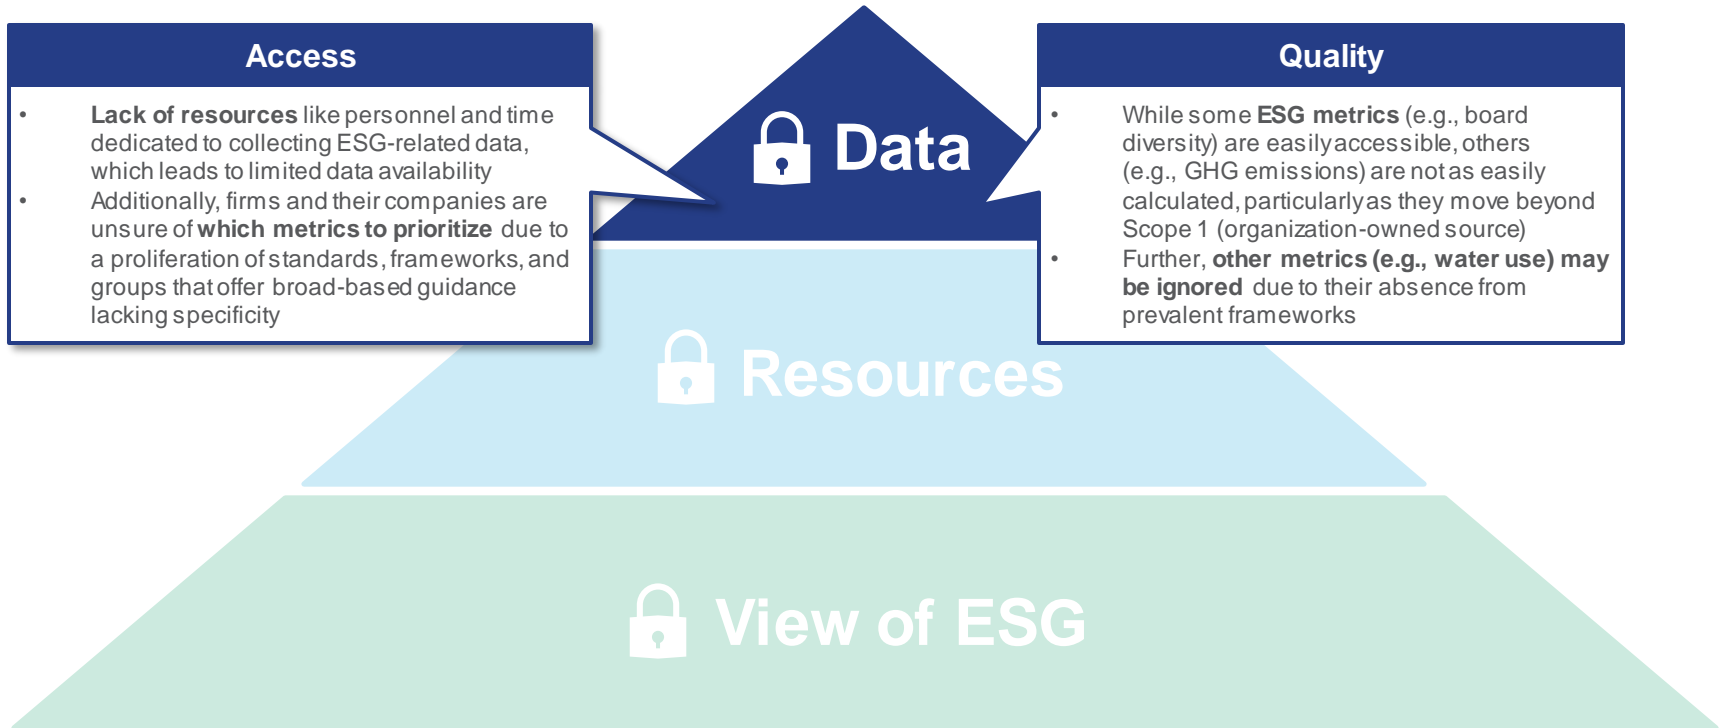 Access
• Lack of resources like personnel and time
dedicated to collecting ESG-related data,
which leads to limited data availability
• Additionally, firms and their companies are
unsure of which metrics to prioritize due to
a proliferation of standards, frameworks, and
groups that offer broad-based guidance
lacking specificity
Data
Quality
• While some ESG metrics (e.g., board
diversity) are easily accessible, others
(e.g., GHG emissions) are not as easily
calculated, particularly as they move beyond
Scope 1 (organization-owned source)
• Further, other metrics (e.g., water use) may
be ignored due to their absence from
prevalent frameworks
Resources
View of ESG